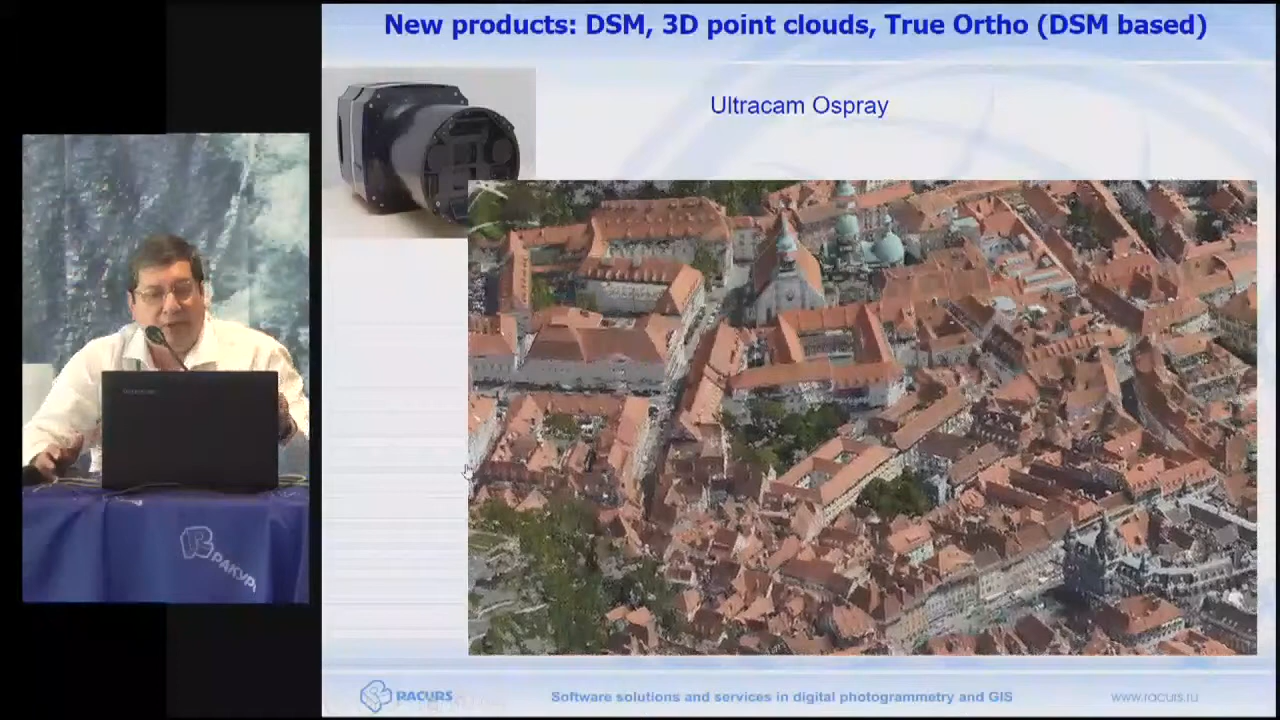 New products: DSM, 3D point clouds, True Ortho (DSM based)
Ultracam Ospray
РАКУРС
RACURS
Software solutions and services in digital photogrammetry and GIS
www.racurs.ru